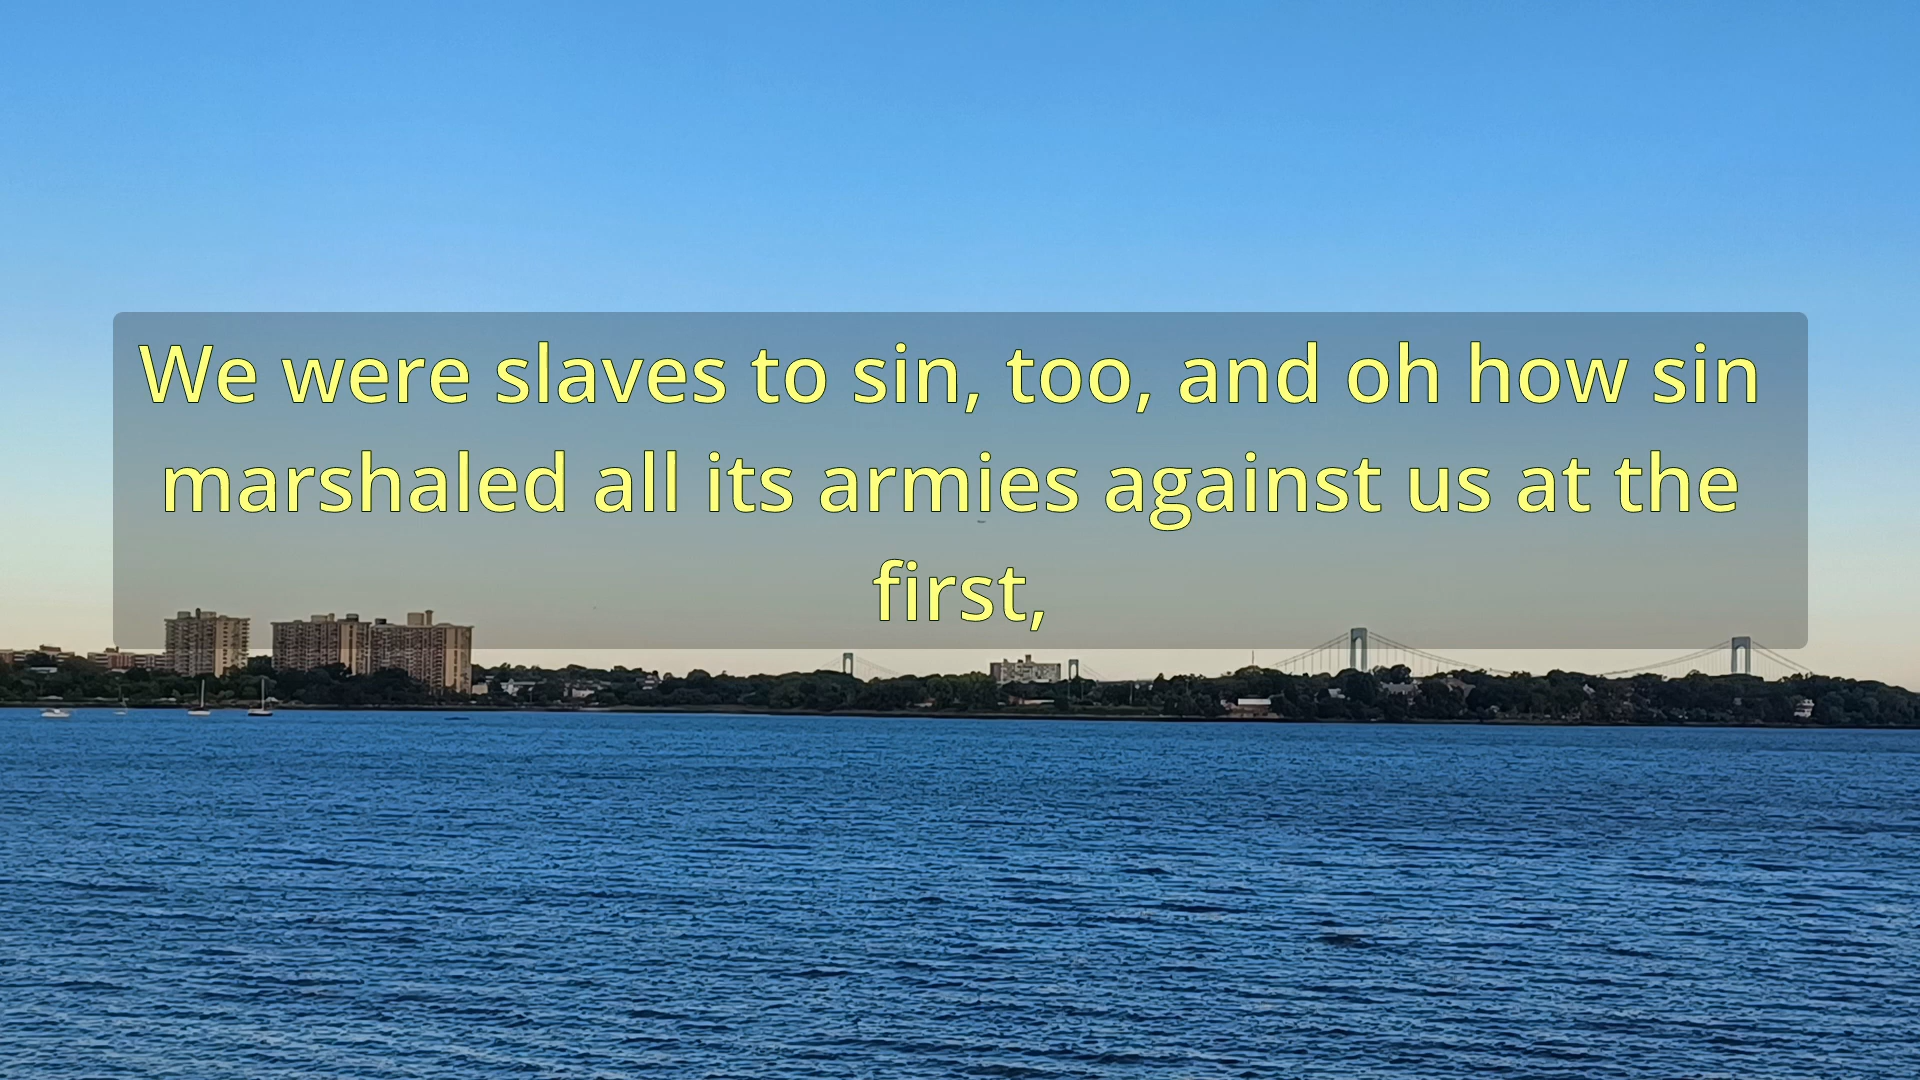 We were slaves to sin, too, and oh how sin
marshaled all its armies against us at the
first,